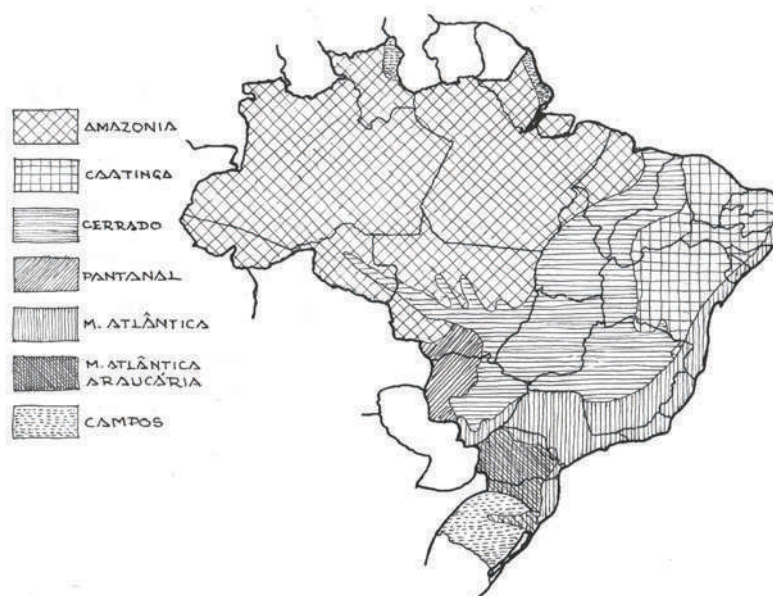 AMAZONIA
CAATINGA
CERRADO
PANTANAL
M. ATLÂNTICA
M. ATLÂNTICA
ARAUCÁRIA
CAMPOS